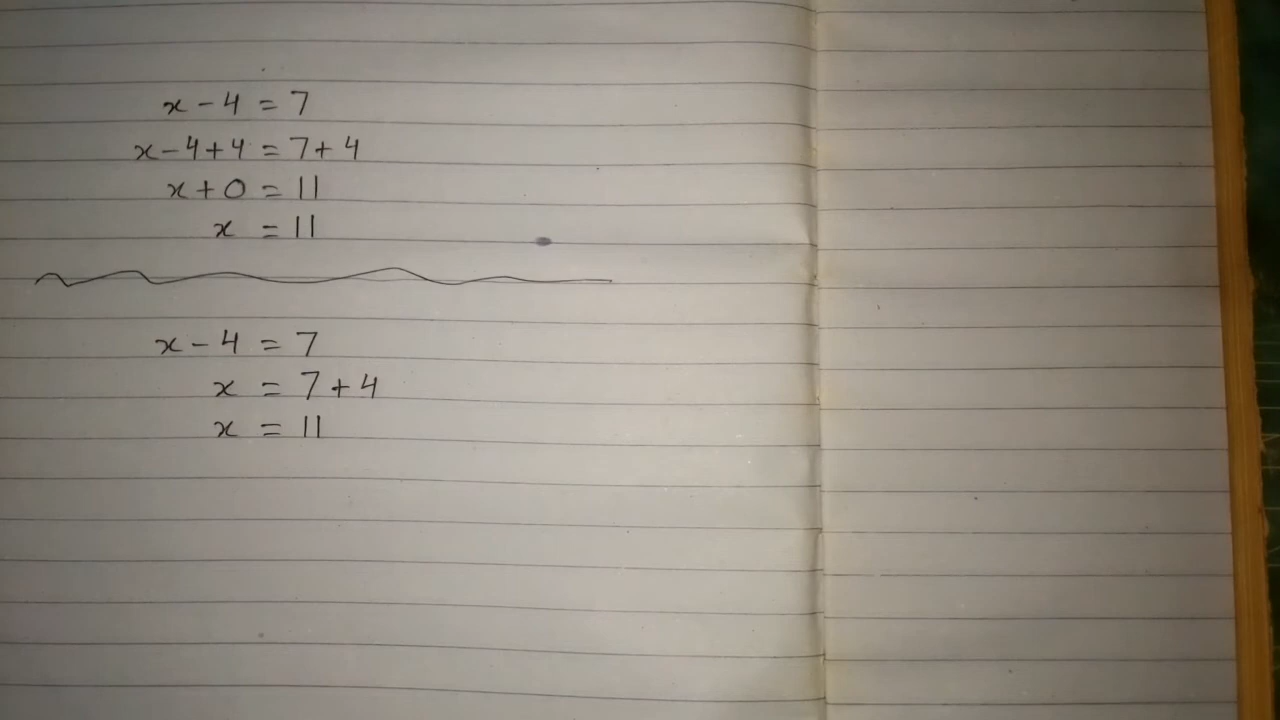 x - 4 = 7
x - 4 + 4 = 7 + 4
x + 0 = 11
x = 11
x - 4 = 7
x = 7 + 4
x = 11